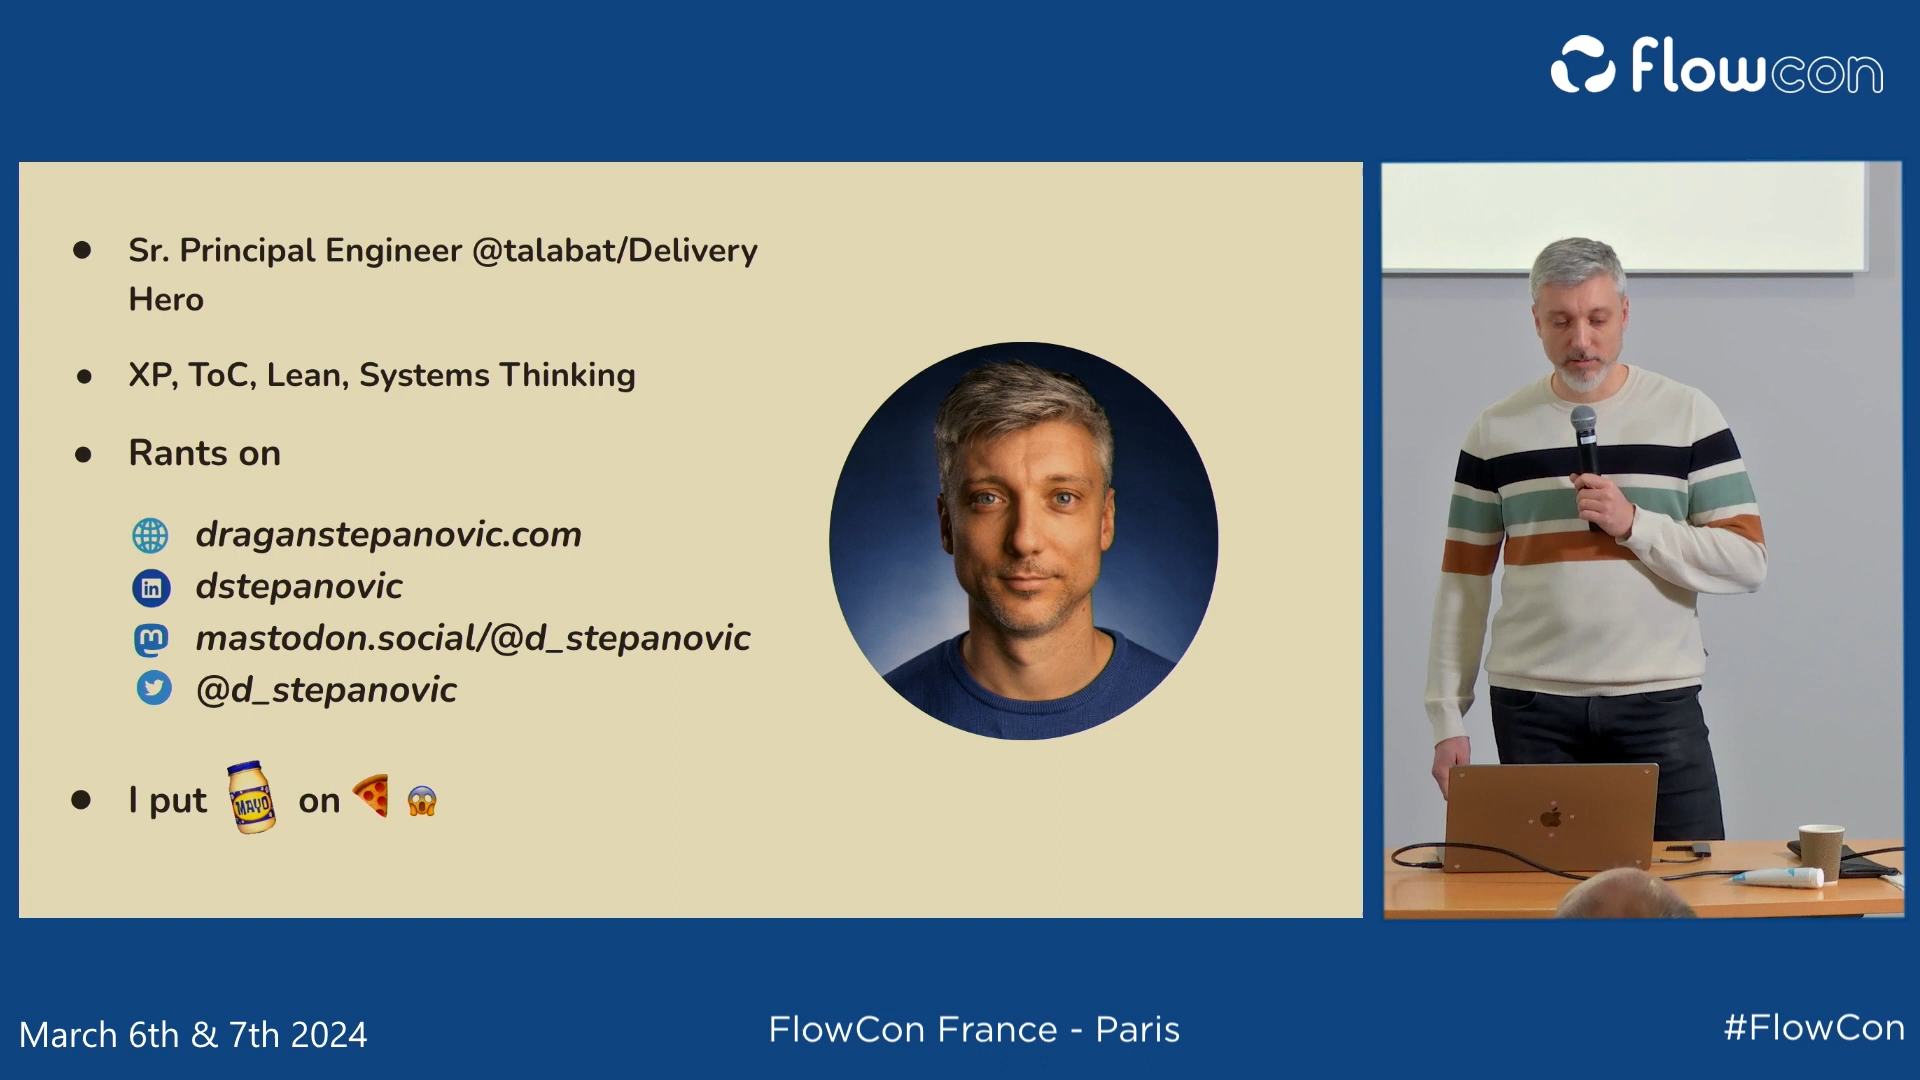 flowcon
Sr. Principal Engineer @talabat/Delivery
Hero
XP, ToC, Lean, Systems Thinking
Rants on
draganstepanovic.com
in dstepanovic
m mastodon.social/@d_stepanovic
@d_stepanovic
I put MAYO on
March 6th & 7th 2024
FlowCon France - Paris
#FlowCon